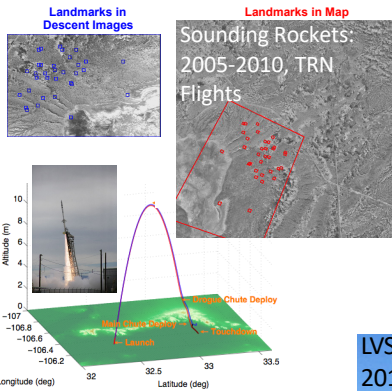 Landmarks in
Descent Images
Landmarks in Map
Sounding Rockets:
2005-2010, TRN
Flights
10
8
6
4
2
0
Altitude (m)
Drogue Chute Deploy
Main Chute Deploy
Touchdown
Launch
-107
-106.8
-106.6
-106.4
-106.2
32
32.5
33
33.5
Longitude (deg)
Latitude (deg)
LVS
201